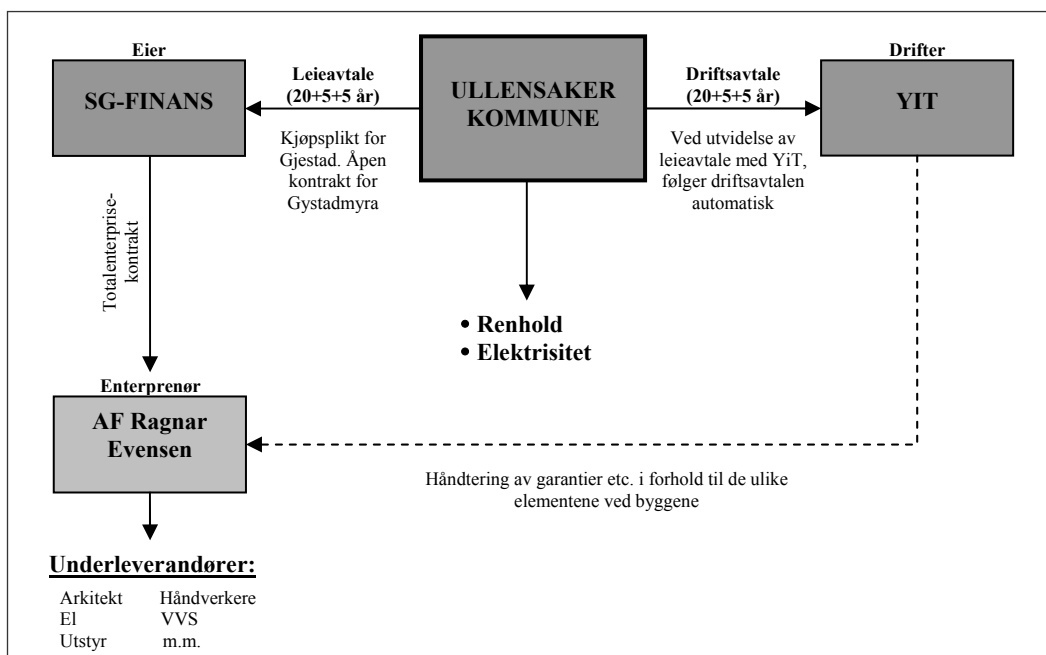 Eier
SG-FINANS
Leieavtale
(20+5+5 år)
Kjøpsplikt for
Gjestad. Åpen
kontrakt for
Gystadmyra
ULLENSAKER
KOMMUNE
Driftsavtale
(20+5+5 år)
Ved utvidelse av
leieavtale med YiT,
følger driftsavtalen
automatisk
Drifter
YIT
Totalenterprise-
kontrakt
• Renhold
• Elektrisitet
Enterprenør
AF Ragnar
Evensen
Håndtering av garantier etc. i forhold til de ulike
elementene ved byggene
Underleverandører:
Arkitekt Håndverkere
El VVS
Utstyr m.m.